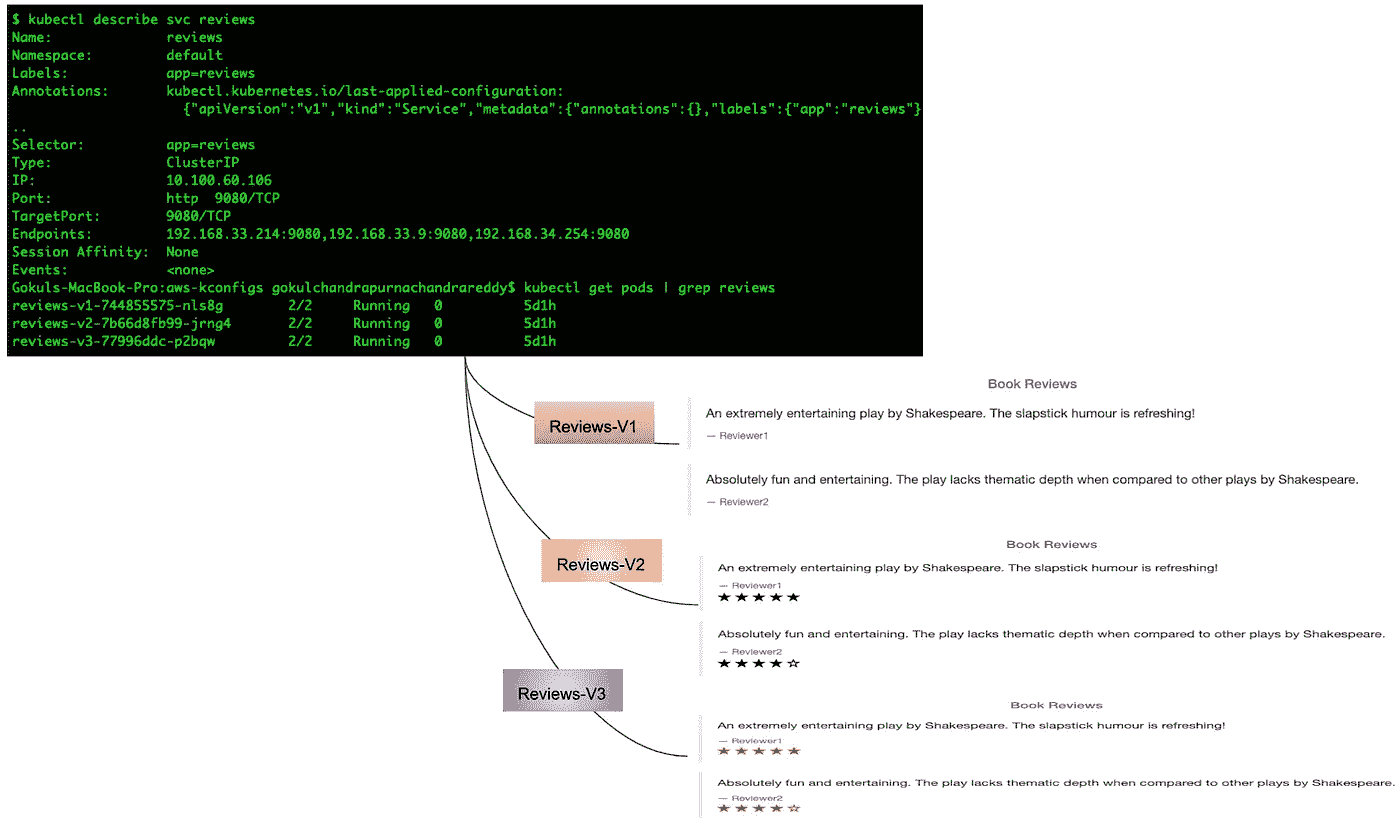 $ kubectl describe svc reviews
Name: reviews
Namespace: default
Labels: app=reviews
Annotations: kubectl.kubernetes.io/last-applied-configuration:
{"apiVersion":"v1","kind":"Service","metadata":{"annotations":{},"labels":{"app":"reviews"}
..
Selector: app=reviews
Type: ClusterIP
IP: 10.100.60.106
Port: http 9080/TCP
TargetPort: 9080/TCP
Endpoints: 192.168.33.214:9080,192.168.33.9:9080,192.168.34.254:9080
Session Affinity: None
Events: <none>
Gokuls-MacBook-Pro:aws-kconfigs gokulchandrapurnachandrareddy$ kubectl get pods | grep reviews
reviews-v1-744855575-nls8g 2/2 Running 0 5d1h
reviews-v2-7b66d8fb99-jrng4 2/2 Running 0 5d1h
reviews-v3-77996ddc-p2bqw 2/2 Running 0 5d1h
Reviews-V1
Book Reviews
An extremely entertaining play by Shakespeare. The slapstick humour is refreshing!
— Reviewer1
Absolutely fun and entertaining. The play lacks thematic depth when compared to other plays by Shakespeare.
— Reviewer2
Reviews-V2
Book Reviews
An extremely entertaining play by Shakespeare. The slapstick humour is refreshing!
— Reviewer1
★ ★ ★ ★ ★
Absolutely fun and entertaining. The play lacks thematic depth when compared to other plays by Shakespeare.
— Reviewer2
★ ★ ★ ★ ☆
Reviews-V3
Book Reviews
An extremely entertaining play by Shakespeare. The slapstick humour is refreshing!
— Reviewer1
★ ★ ★ ★ ★
Absolutely fun and entertaining. The play lacks thematic depth when compared to other plays by Shakespeare.
— Reviewer2
★ ★ ★ ★ ☆